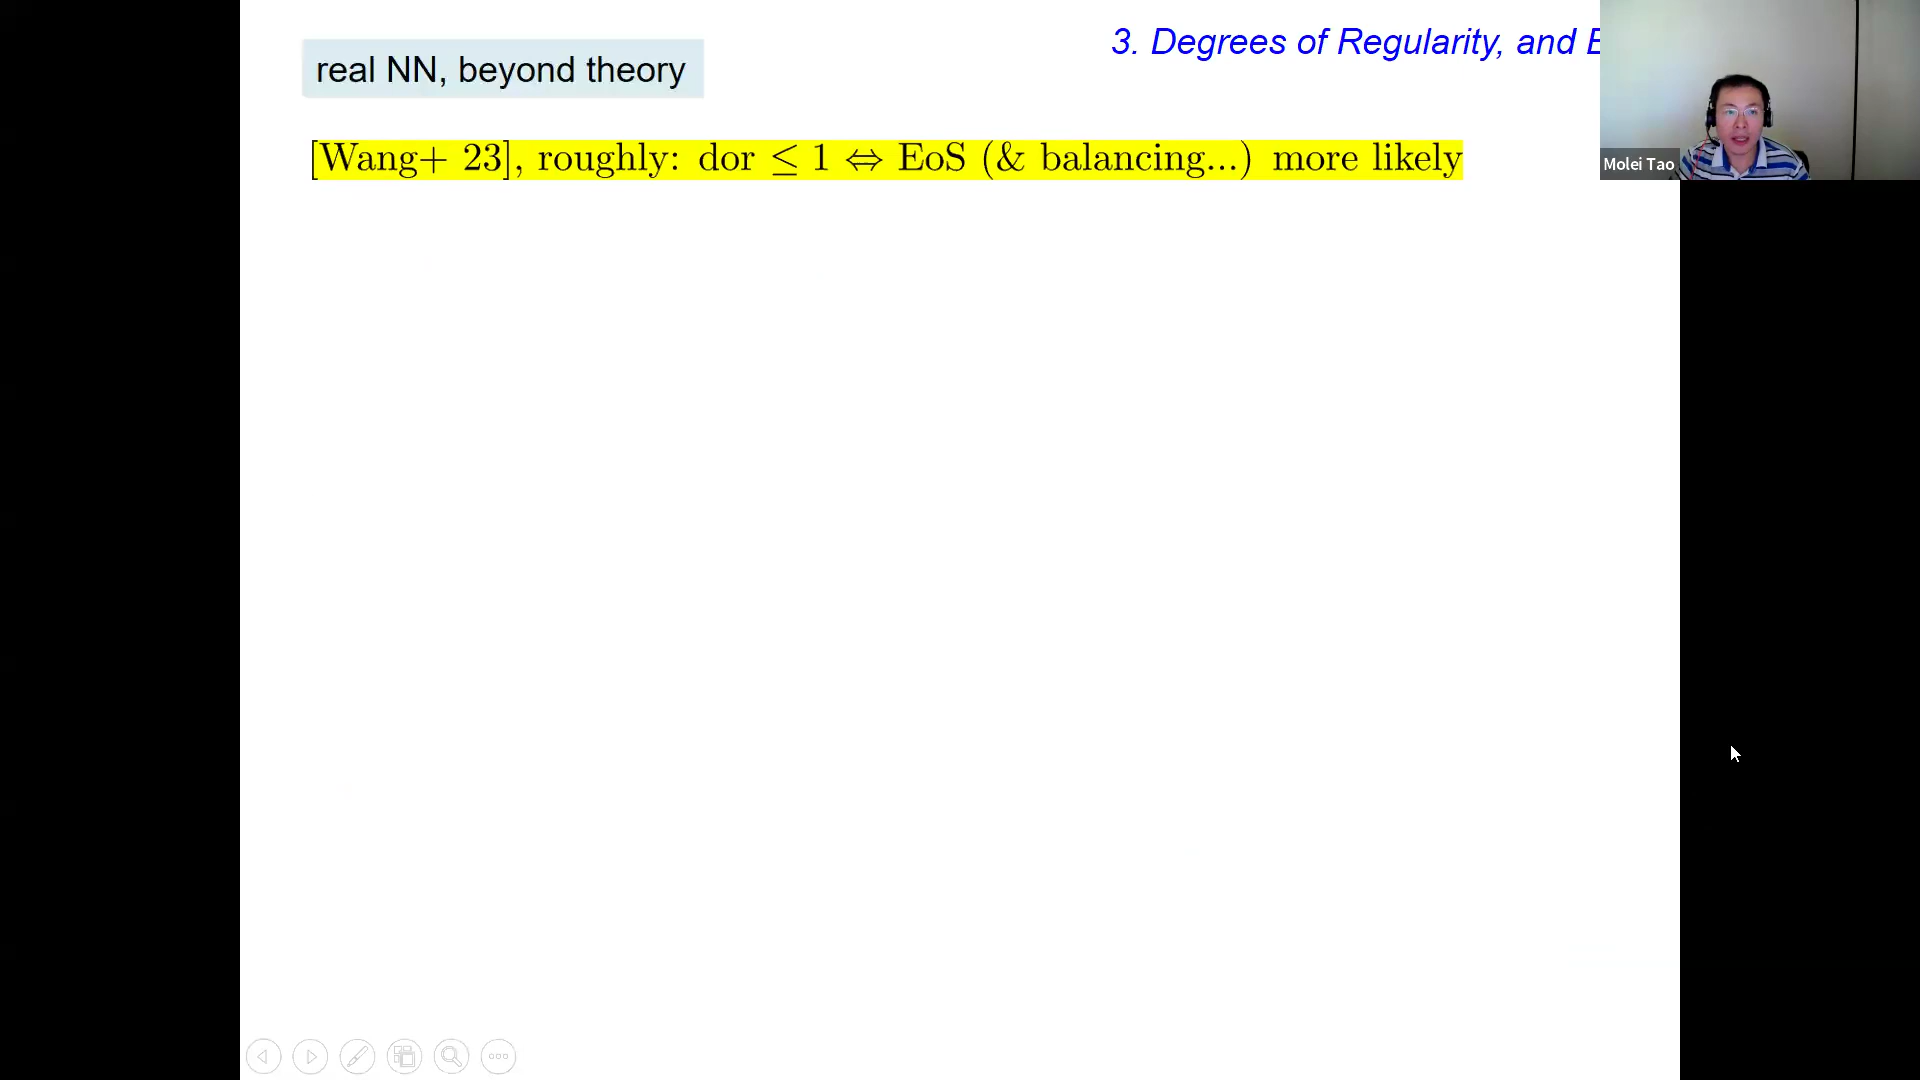 3. Degrees of Regularity, and
real NN, beyond theory
[Wang+ 23], roughly: dor ≤ 1 ⇔ EoS (& balancing...) more likely
Molei Tao